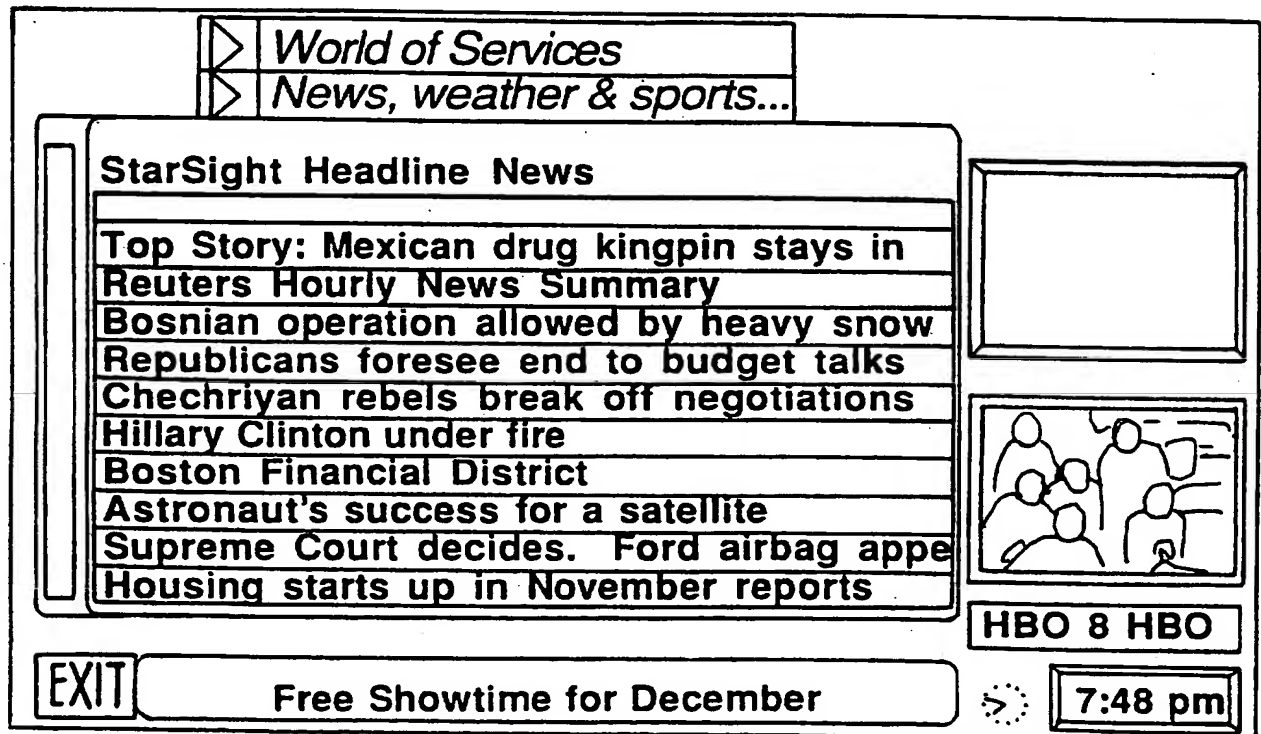 World of Services
News, weather & sports...
StarSight Headline News
Top Story: Mexican drug kingpin stays in
Reuters Hourly News Summary
Bosnian operation allowed by heavy snow
Republicans foresee end to budget talks
Chechriyan rebels break off negotiations
Hillary Clinton under fire
Boston Financial District
Astronaut's success for a satellite
Supreme Court decides. Ford airbag appe
Housing starts up in November reports
HBO 8 HBO
EXIT
Free Showtime for December
7:48 pm